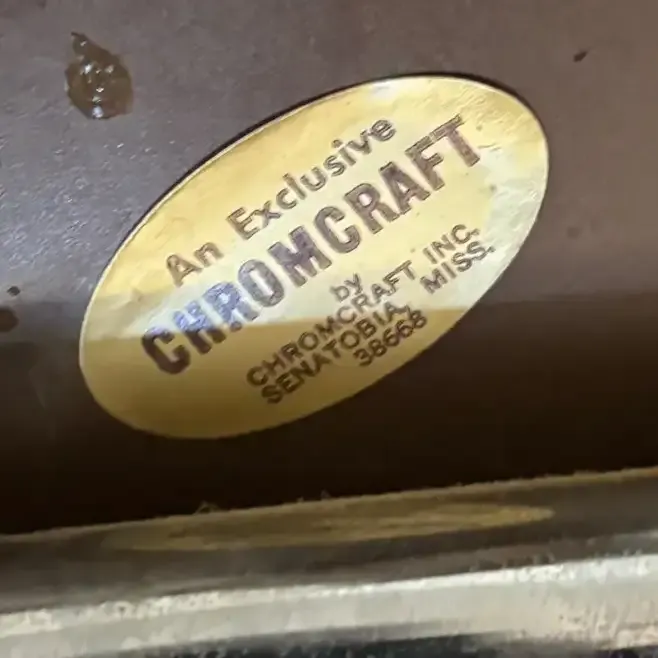 An Exclusive
CHROMCRAFT
by
CHROMCRAFT INC.
SENATOBIA, MISS.
38668